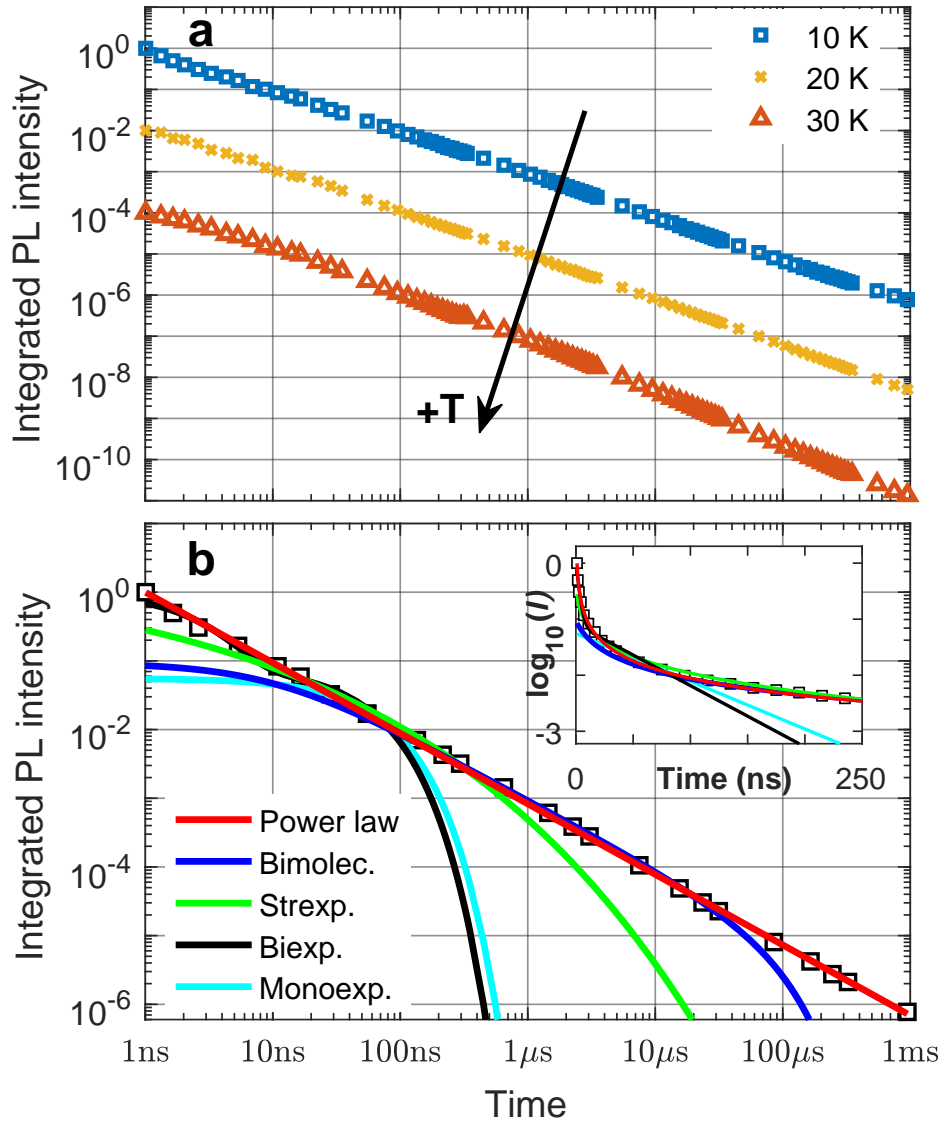 a
10 K
20 K
30 K
+T
Integrated PL intensity
10^0
10^-2
10^-4
10^-6
10^-8
10^-10
b
Integrated PL intensity
10^0
10^-2
10^-4
10^-6
Power law
Bimolec.
Strexp.
Biexp.
Monoexp.
log10(I)
0
-3
0
250
Time (ns)
1ns
10ns
100ns
1μs
10μs
100μs
1ms
Time